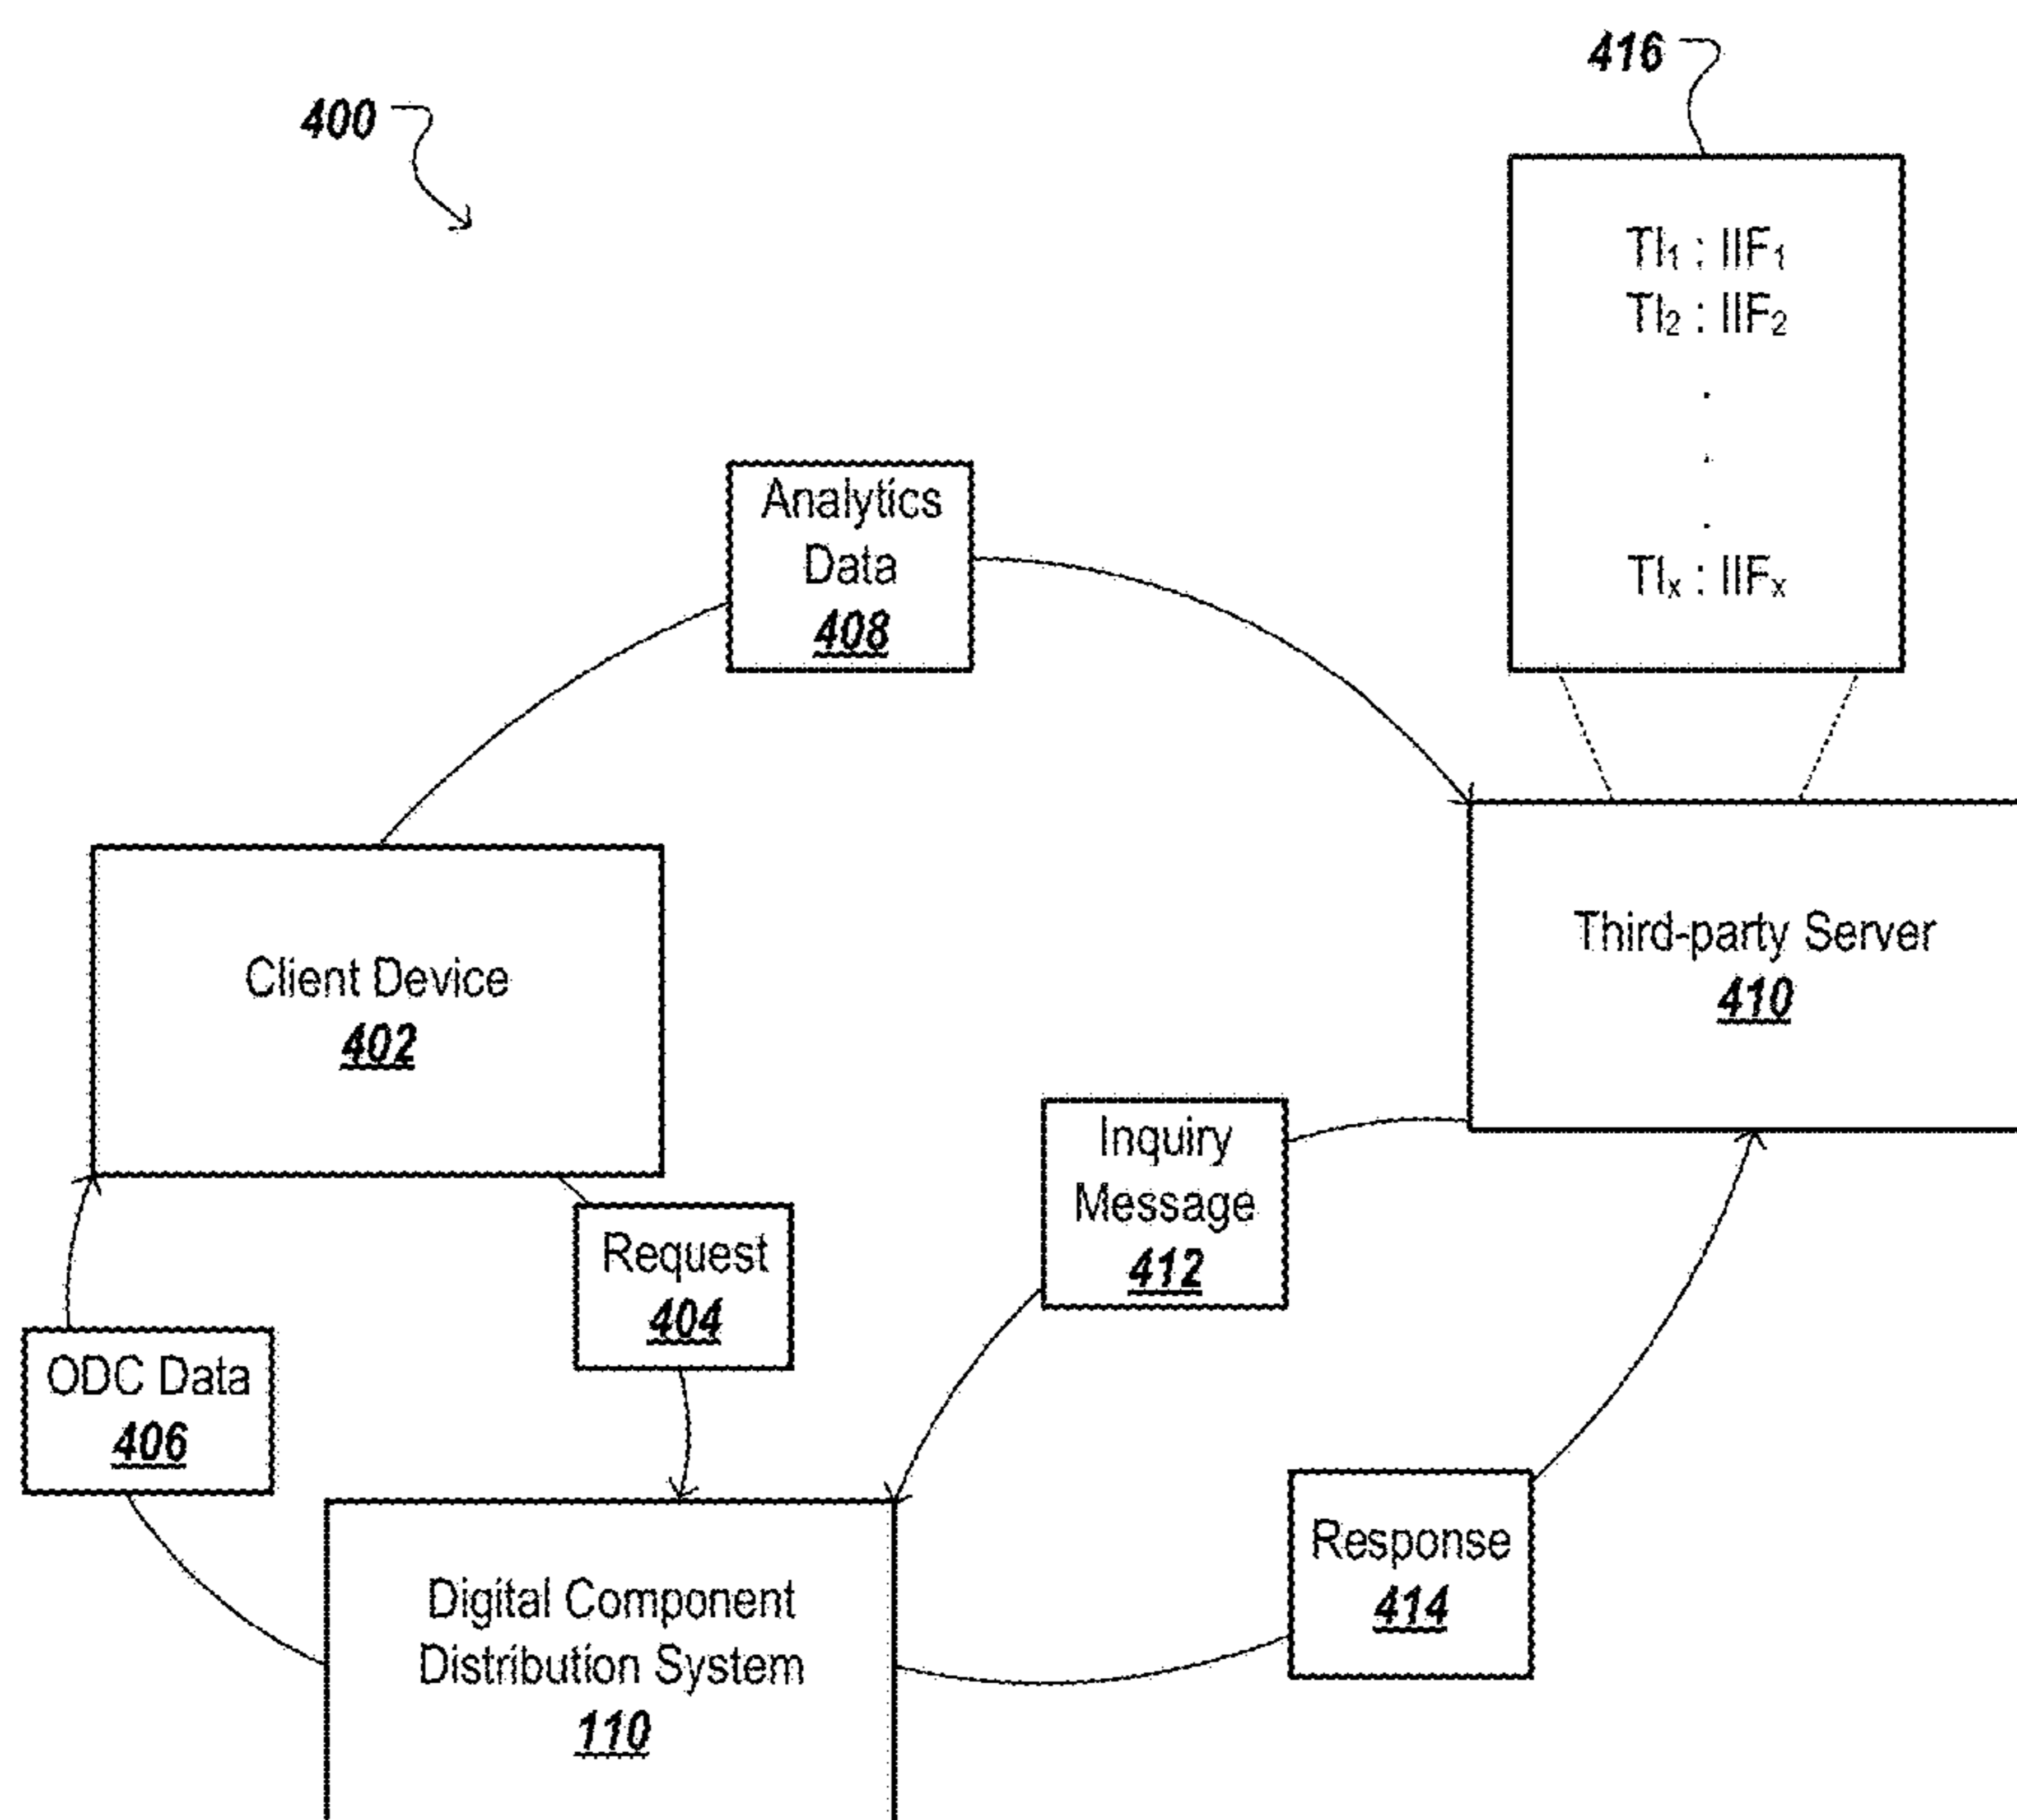 416
400
TI₁ : IIF₁
TI₂ : IIF₂
.
.
.
TIₓ : IIFₓ
Analytics
Data
408
Third-party Server
410
Client Device
402
Inquiry
Message
412
Request
404
ODC Data
406
Response
414
Digital Component
Distribution System
110